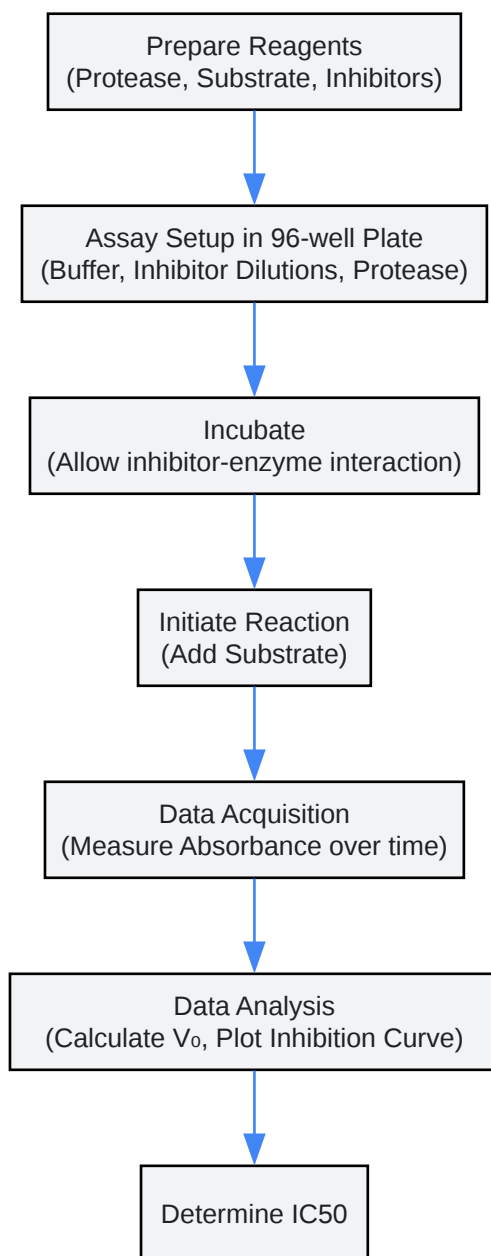 Prepare Reagents
(Protease, Substrate, Inhibitors)
Assay Setup in 96-well Plate
(Buffer, Inhibitor Dilutions, Protease)
Incubate
(Allow inhibitor-enzyme interaction)
Initiate Reaction
(Add Substrate)
Data Acquisition
(Measure Absorbance over time)
Data Analysis
(Calculate V₀, Plot Inhibition Curve)
Determine IC50